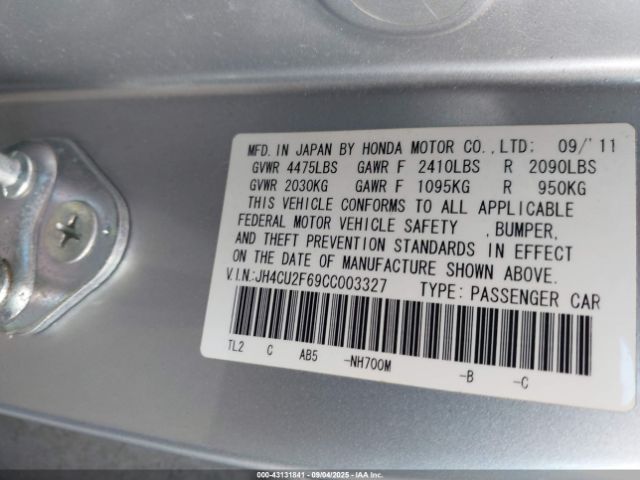 MFD. IN JAPAN BY HONDA MOTOR CO., LTD: 09/'11
GVWR 4475LBS GAWR F 2410LBS R 2090LBS
GVWR 2030KG GAWR F 1095KG R 950KG
THIS VEHICLE CONFORMS TO ALL APPLICABLE
FEDERAL MOTOR VEHICLE SAFETY , BUMPER,
AND THEFT PREVENTION STANDARDS IN EFFECT
ON THE DATE OF MANUFACTURE SHOWN ABOVE.
V.I.N.:JH4CU2F69CC003327 TYPE: PASSENGER CAR
TL2 C AB5 -NH700M -B -C
000-43131841 - 09/04/2025 - COPYRIGHT IAA, LLC